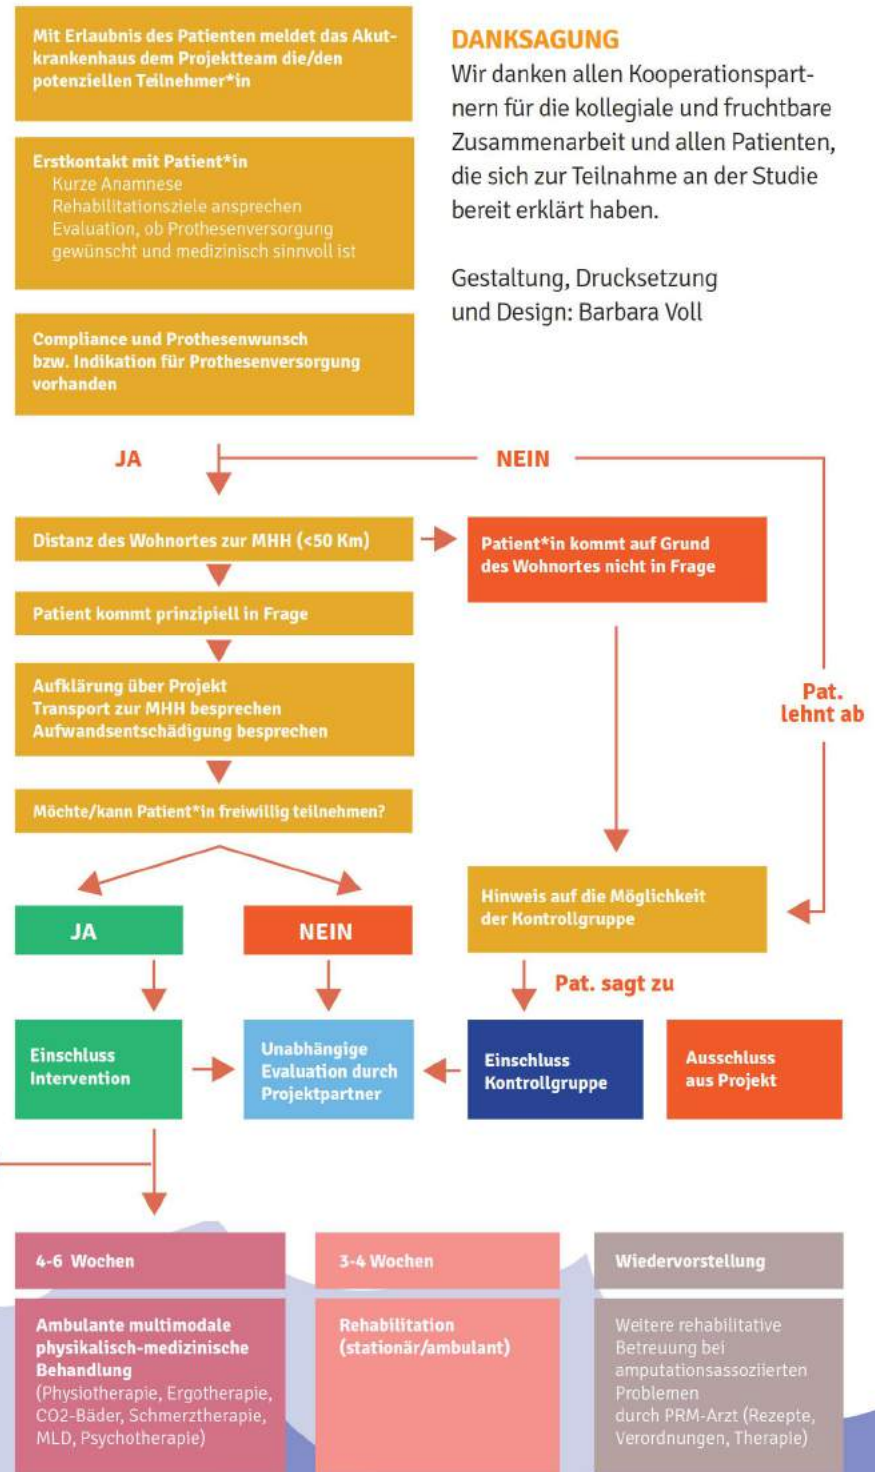 Mit Erlaubnis des Patienten meldet das Akut-
krankenhaus dem Projektteam die/den
potenziellen Teilnehmer*in
Erstkontakt mit Patient*in
Kurze Anamnese
Rehabilitationsziele ansprechen
Evaluation, ob Prothesenversorgung
gewünscht und medizinisch sinnvoll ist
Compliance und Prothesenwunsch
bzw. Indikation für Prothesenversorgung
vorhanden
DANKSAGUNG
Wir danken allen Kooperationspart-
nern für die kollegiale und fruchtbare
Zusammenarbeit und allen Patienten,
die sich zur Teilnahme an der Studie
bereit erklärt haben.
Gestaltung, Drucksetzung
und Design: Barbara Voll
JA
NEIN
Distanz des Wohnortes zur MHH (<50 Km)
Patient*in kommt auf Grund
des Wohnortes nicht in Frage
Patient kommt prinzipiell in Frage
Aufklärung über Projekt
Transport zur MHH besprechen
Aufwandsentschädigung besprechen
Pat.
lehnt ab
Möchte/kann Patient*in freiwillig teilnehmen?
Hinweis auf die Möglichkeit
der Kontrollgruppe
JA
NEIN
Pat. sagt zu
Einschluss
Intervention
Unabhängige
Evaluation durch
Projektpartner
Einschluss
Kontrollgruppe
Ausschluss
aus Projekt
4-6 Wochen
Ambulante multimodale
physikalisch-medizinische
Behandlung
(Physiotherapie, Ergotherapie,
CO2-Bäder, Schmerztherapie,
MLD, Psychotherapie)
3-4 Wochen
Rehabilitation
(stationär/ambulant)
Wiedervorstellung
Weitere rehabilitative
Betreuung bei
amputationsassoziierten
Problemen
durch PRM-Arzt (Rezepte,
Verordnungen, Therapie)